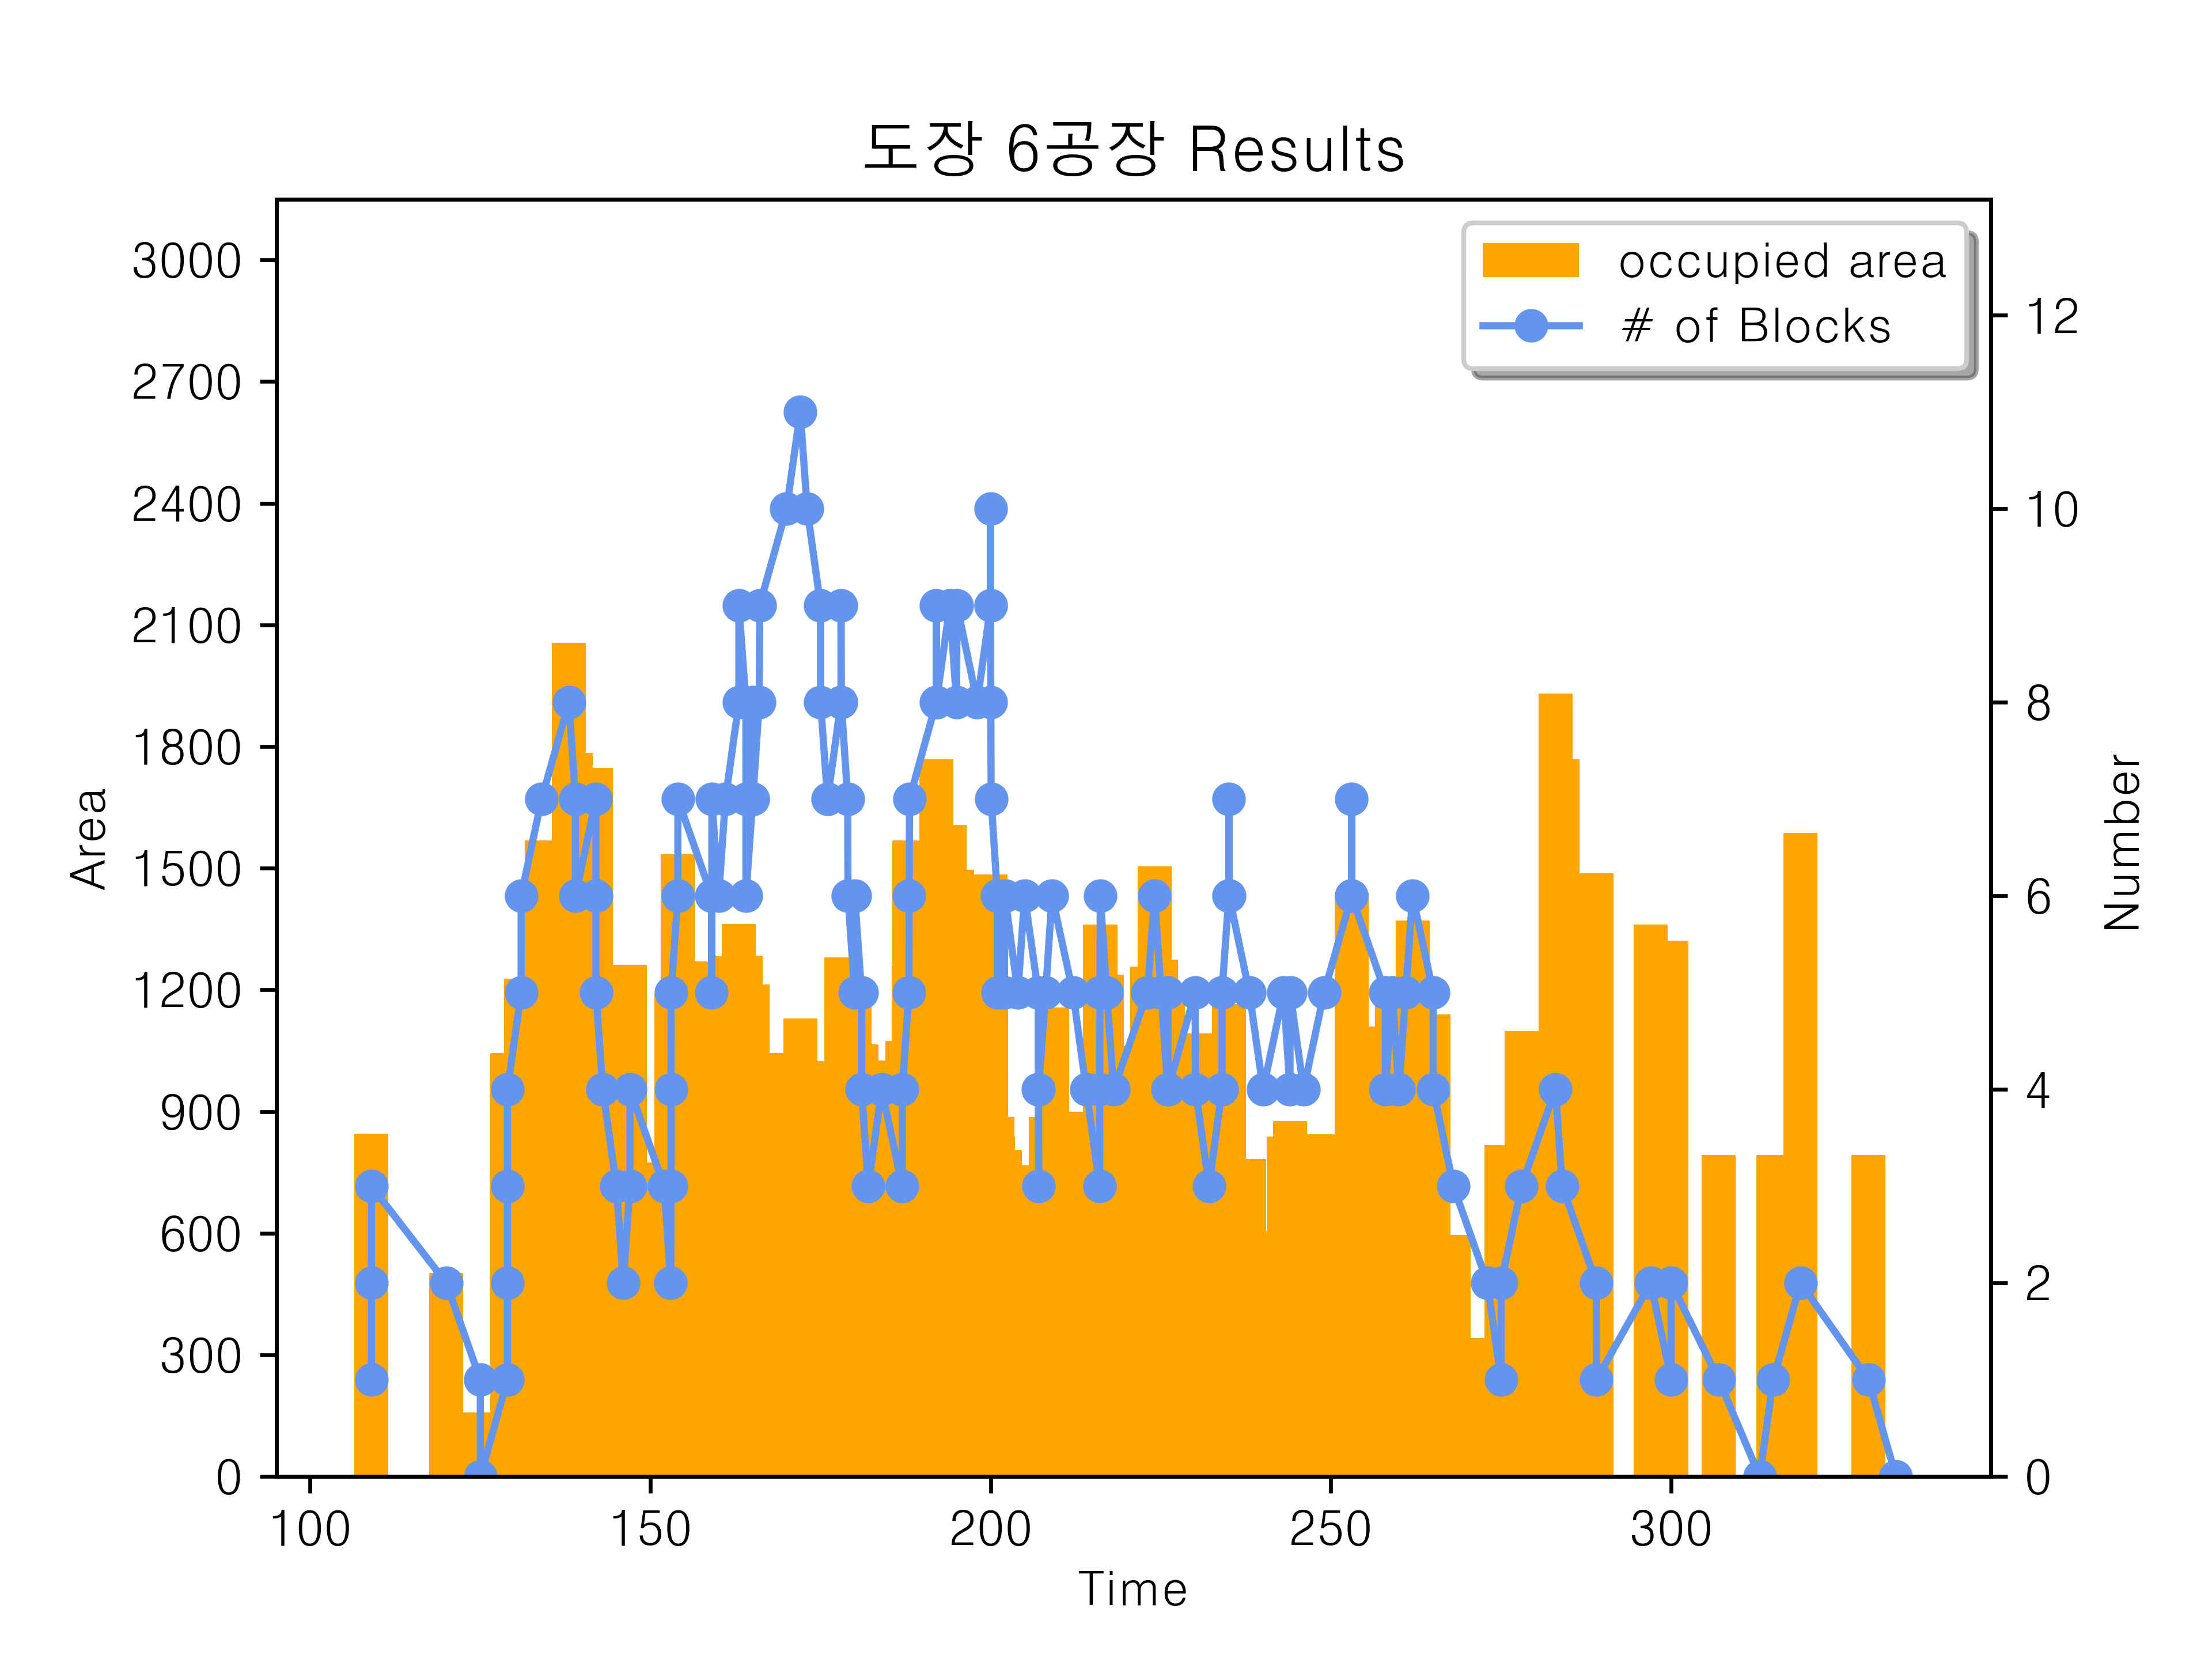 도장 6공장 Results
occupied area
# of Blocks
3000
2700
2400
2100
1800
1500
1200
900
600
300
0
Area
12
10
8
6
4
2
0
Number
100 150 200 250 300
Time